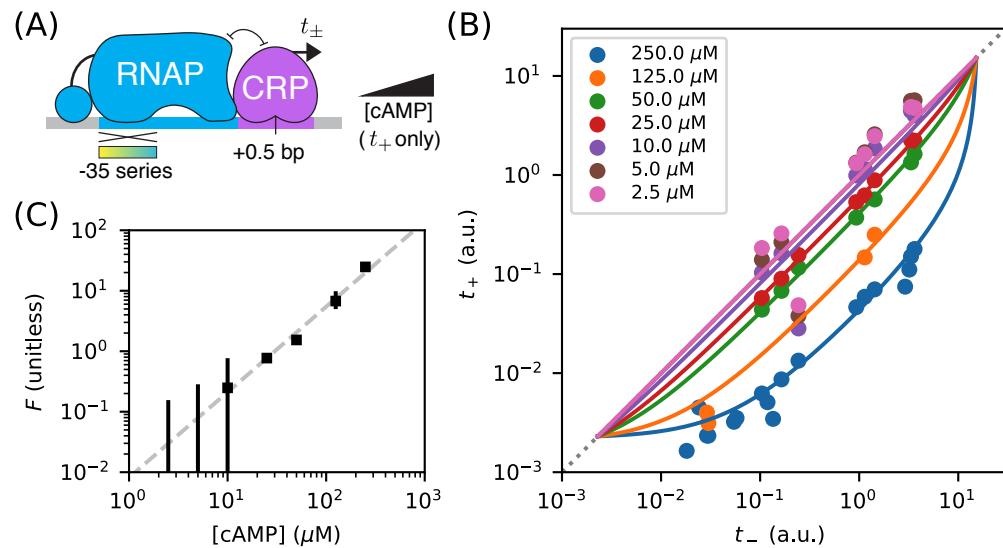 (A)
t±
RNAP
CRP
[cAMP]
(t+ only)
+0.5 bp
-35 series
(B)
250.0 μM
125.0 μM
50.0 μM
25.0 μM
10.0 μM
5.0 μM
2.5 μM
10¹
10⁰
10⁻¹
10⁻²
10⁻³
t+ (a.u.)
10⁻³
10⁻²
10⁻¹
10⁰
10¹
t− (a.u.)
(C)
10²
10¹
10⁰
10⁻¹
10⁻²
F (unitless)
10⁰
10¹
10²
10³
[cAMP] (μM)